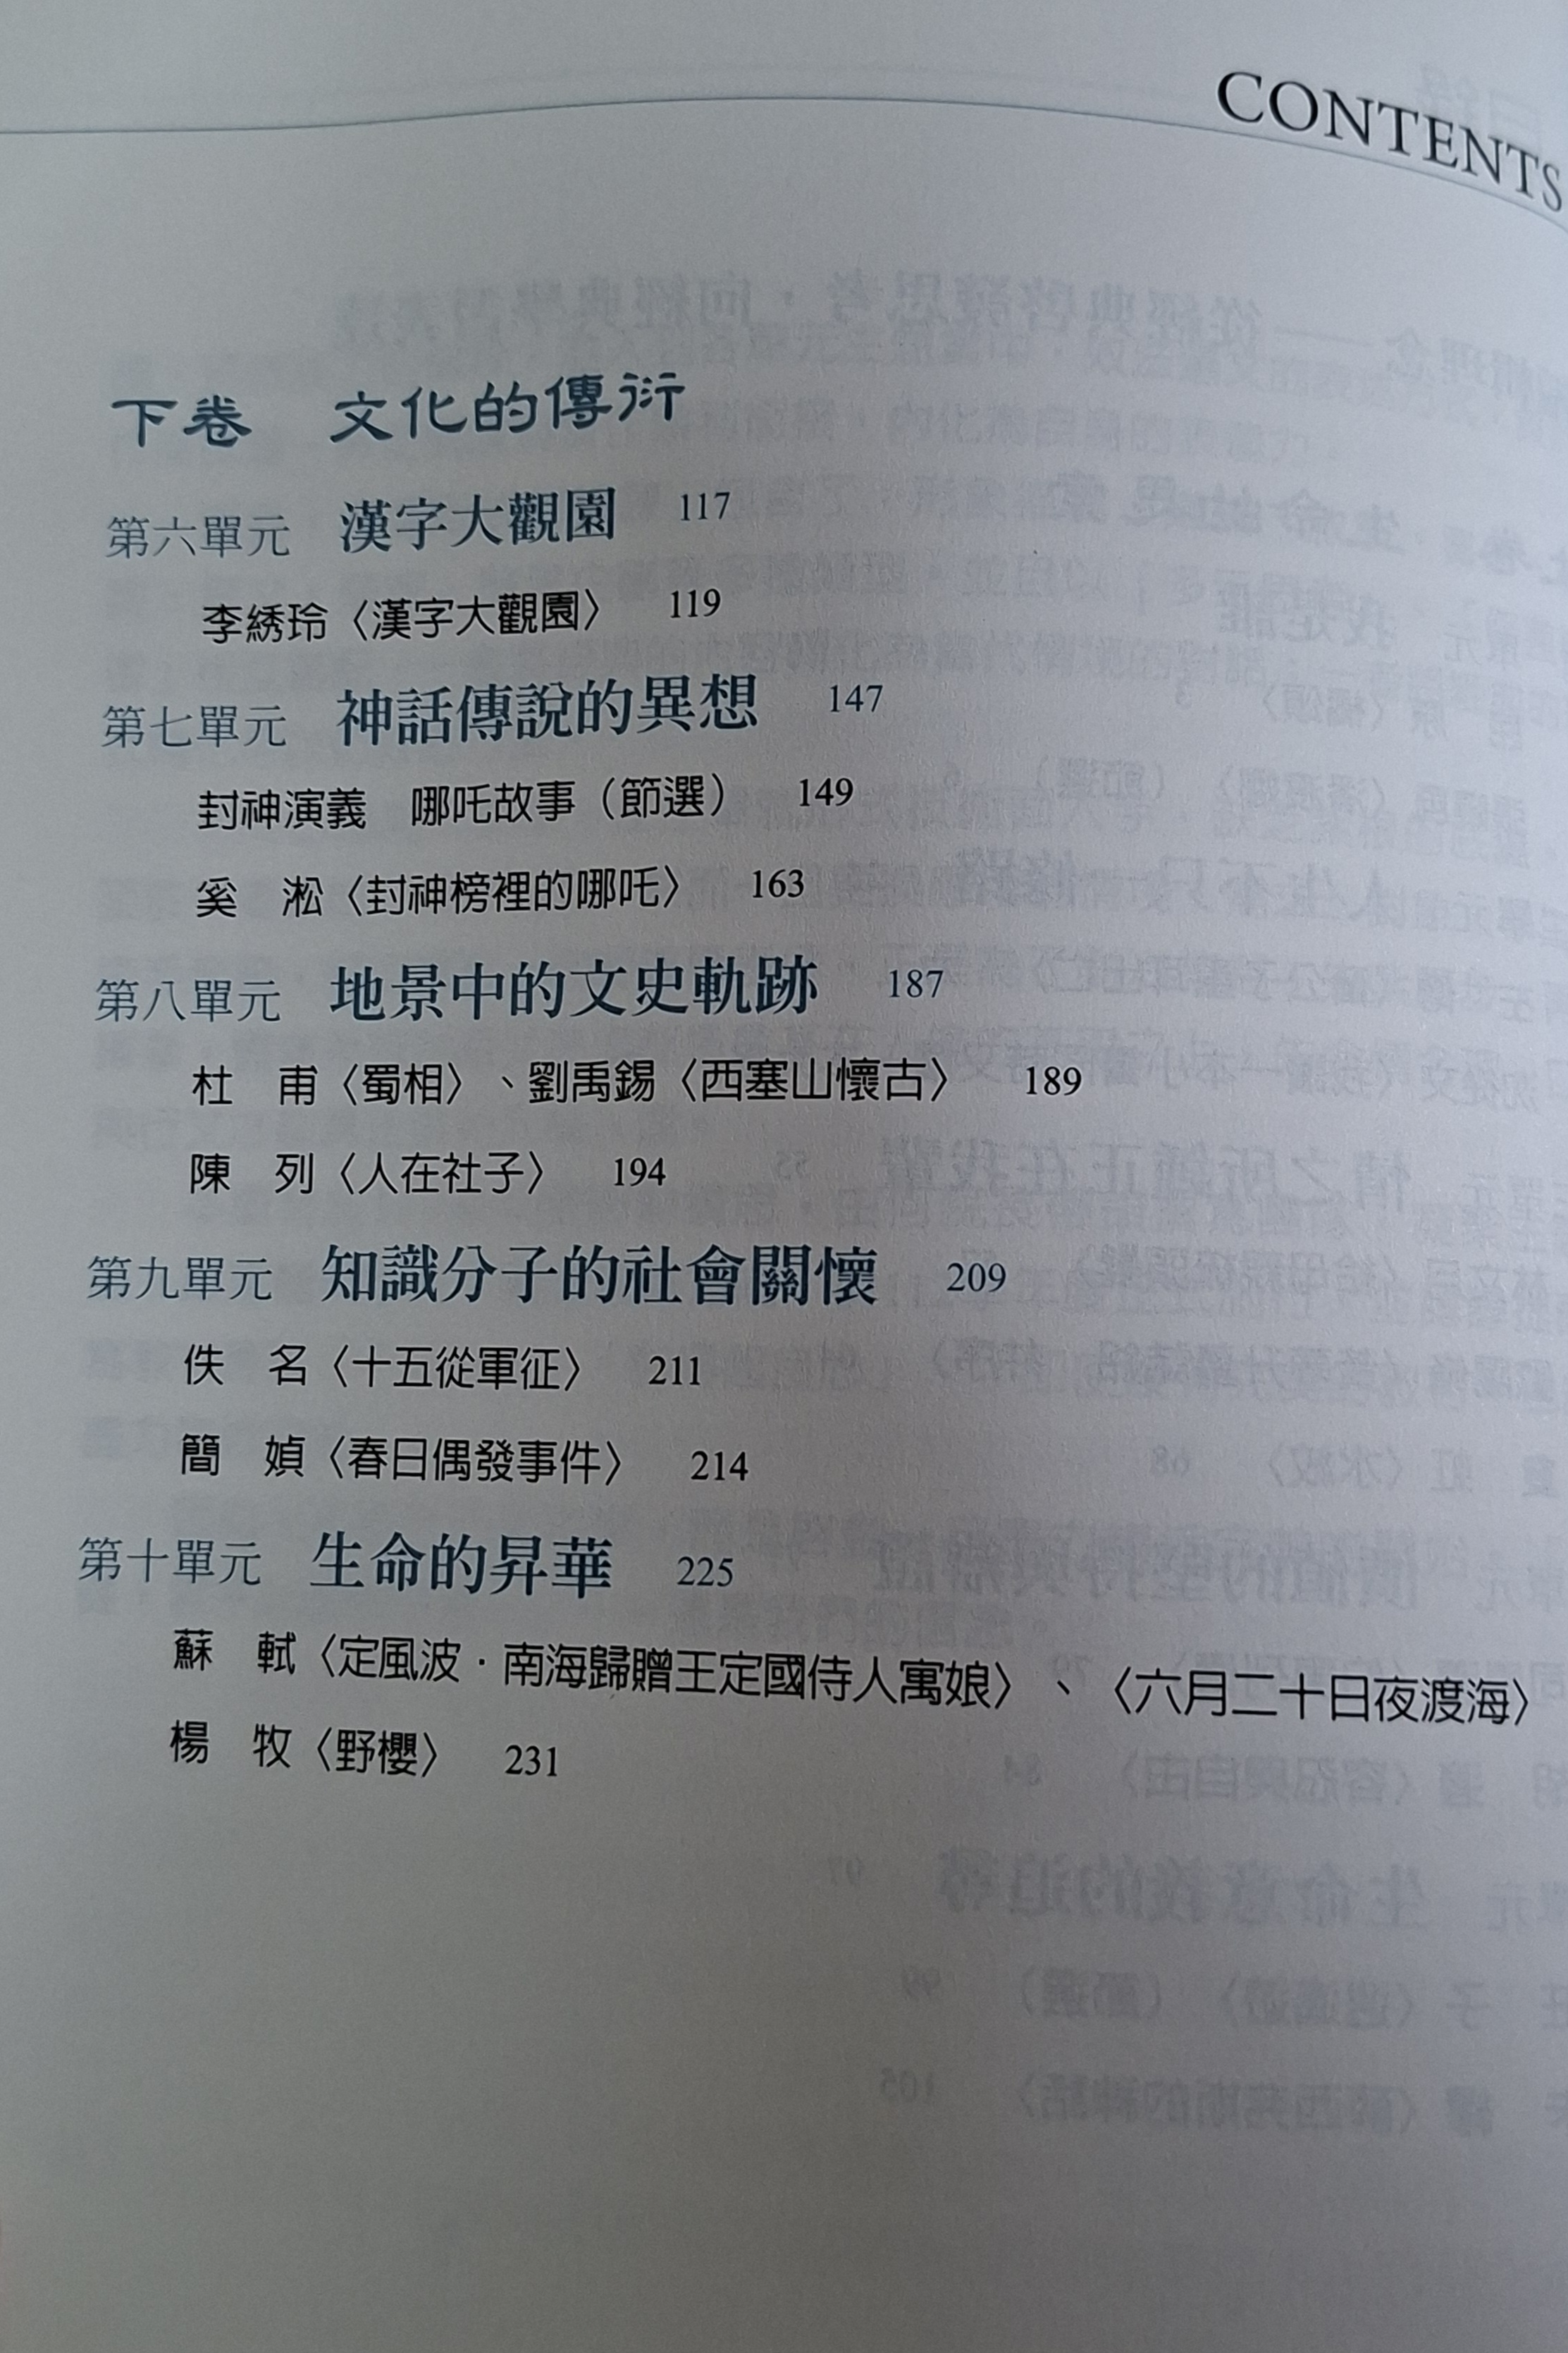 CONTENTS
下卷　文化的傳衍
第六單元　漢字大觀園　117
李綉玲〈漢字大觀園〉　119
第七單元　神話傳說的異想　147
封神演義　哪吒故事（節選）　149
奚　淞〈封神榜裡的哪吒〉　163
第八單元　地景中的文史軌跡　187
杜　甫〈蜀相〉、劉禹錫〈西塞山懷古〉　189
陳　列〈人在社子〉　194
第九單元　知識分子的社會關懷　209
佚　名〈十五從軍征〉　211
簡　媜〈春日偶發事件〉　214
第十單元　生命的昇華　225
蘇　軾〈定風波．南海歸贈王定國侍人寓娘〉、〈六月二十日夜渡海〉
楊　牧〈野櫻〉　231